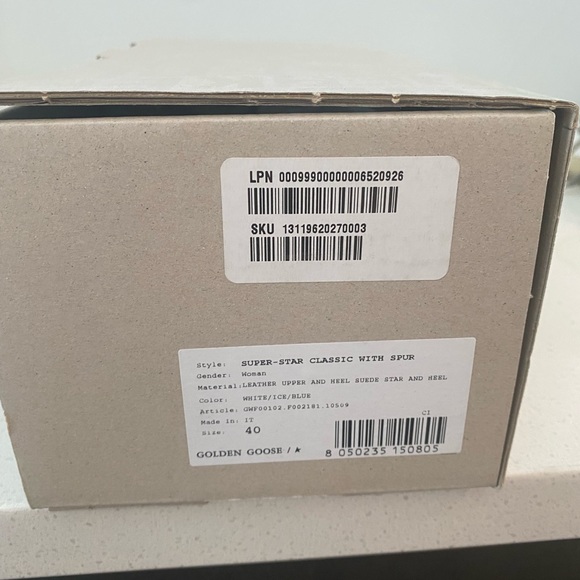 LPN 00099900000006520926
SKU 13119620270003
Style: SUPER-STAR CLASSIC WITH SPUR
Gender: Woman
Material: LEATHER UPPER AND HEEL SUEDE STAR AND HEEL
Color: WHITE/ICE/BLUE
Article: GWF00102.F002181.10509
Made in: IT
C1
Size: 40
GOLDEN GOOSE / ★
8 050235 150805